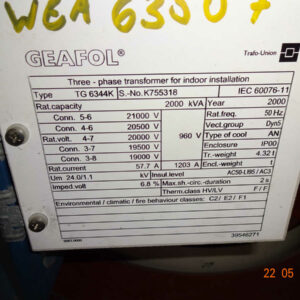 WEA 6350 7
GEAFOL®
Trafo-Union
Three - phase transformer for indoor installation
Type TG 6344K S.-No. K755318 IEC 60076-11
Rat.capacity 2000 kVA Year 2000
Conn. 5-6 21000 V Rat.freq. 50 Hz
Conn. 4-6 20500 V Vect.group Dyn5
Rat.volt. 4-7 20000 V 960 V Type of cool AN
Conn. 3-7 19500 V Enclosure IP00
Conn. 3-8 19000 V Tr.-weight 4.32 t
Rat.current 57.7 A 1203 A Encl.-weight t
Um 24.0/1.1 kV Insul level AC50-LI95 / AC3
Imped.volt 6.8 % Max.sh.-circ.-duration 2 s
Therm.class HV/LV F / F
Environmental / climatic / fire behaviour classes: C2/ E2/ F1
39546271
22 05